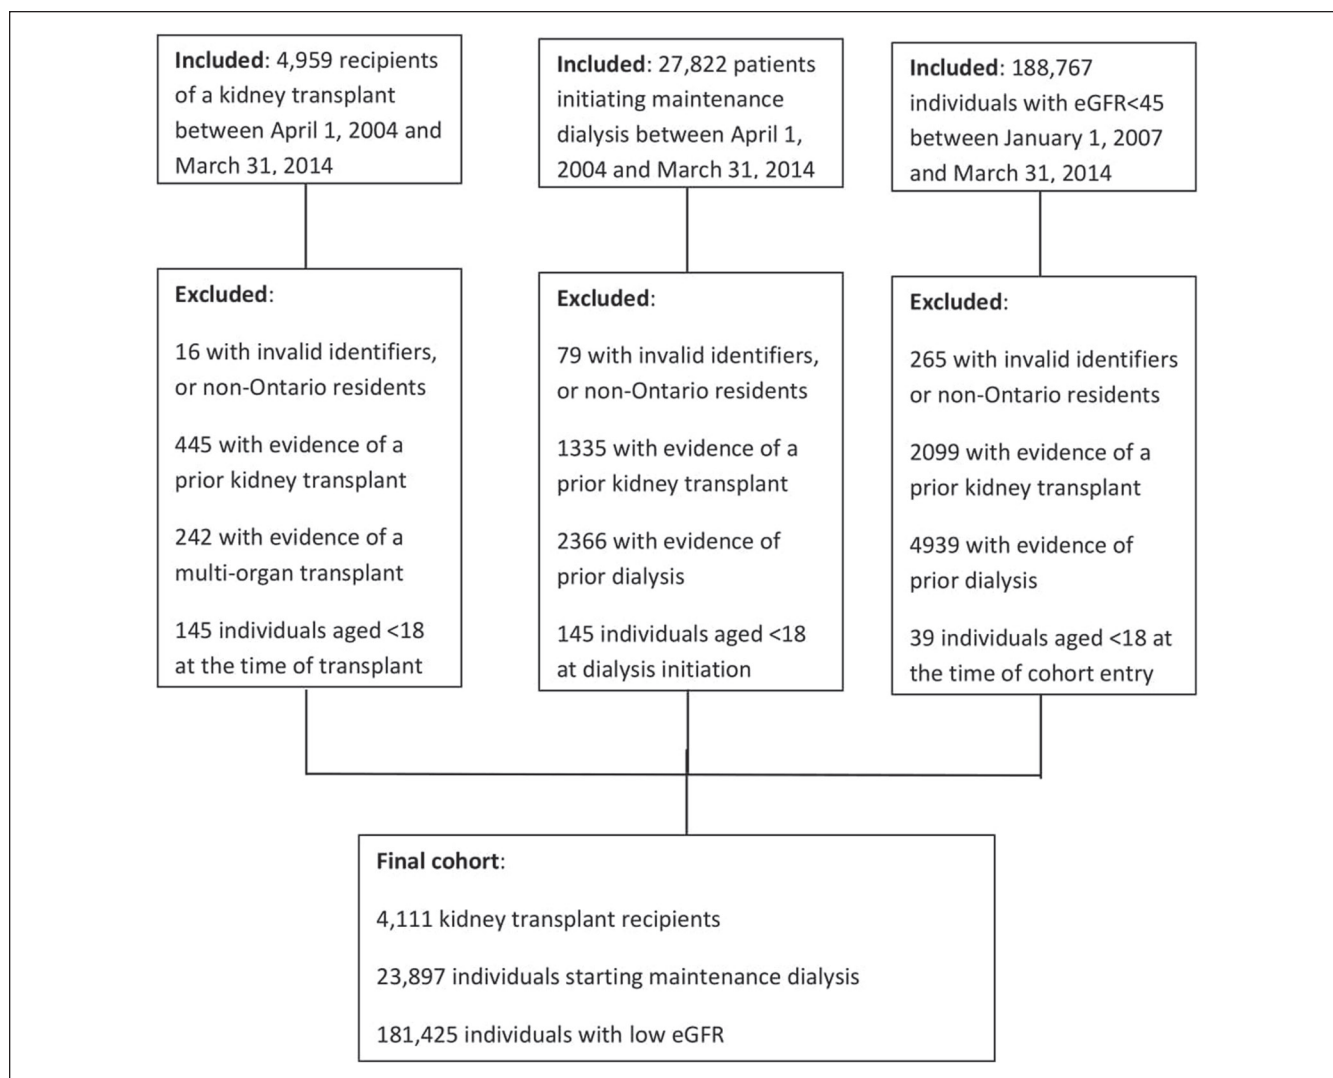 Included: 4,959 recipients
of a kidney transplant
between April 1, 2004 and
March 31, 2014
Included: 27,822 patients
initiating maintenance
dialysis between April 1,
2004 and March 31, 2014
Included: 188,767
individuals with eGFR<45
between January 1, 2007
and March 31, 2014
Excluded:
16 with invalid identifiers,
or non-Ontario residents
445 with evidence of a
prior kidney transplant
242 with evidence of a
multi-organ transplant
145 individuals aged <18
at the time of transplant
Excluded:
79 with invalid identifiers,
or non-Ontario residents
1335 with evidence of a
prior kidney transplant
2366 with evidence of
prior dialysis
145 individuals aged <18
at dialysis initiation
Excluded:
265 with invalid identifiers
or non-Ontario residents
2099 with evidence of a
prior kidney transplant
4939 with evidence of
prior dialysis
39 individuals aged <18 at
the time of cohort entry
Final cohort:
4,111 kidney transplant recipients
23,897 individuals starting maintenance dialysis
181,425 individuals with low eGFR